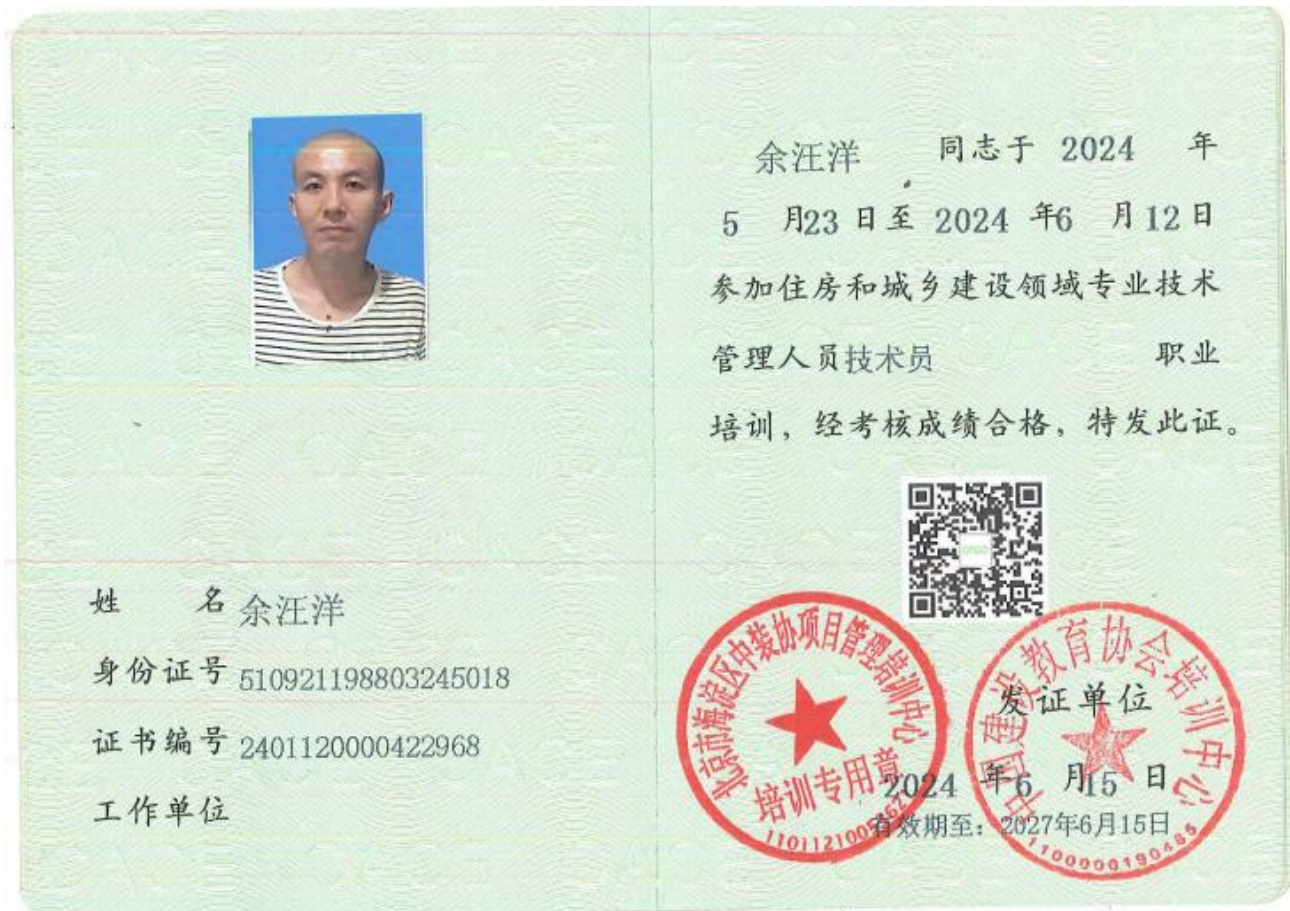 姓 名 余汪洋
身份证号 510921198803245018
证书编号 2401120000422968
工作单位
余汪洋 同志于 2024 年
5 月23 日至 2024 年6 月12日
参加住房和城乡建设领域专业技术
管理人员技术员 职业
培训，经考核成绩合格，特发此证。
北京市海淀区中装协项目管理培训中心
培训专用章
中国建设教育协会培训中心
1100000190485
发证单位
2024 年6 月15 日
有效期至：2027年6月15日